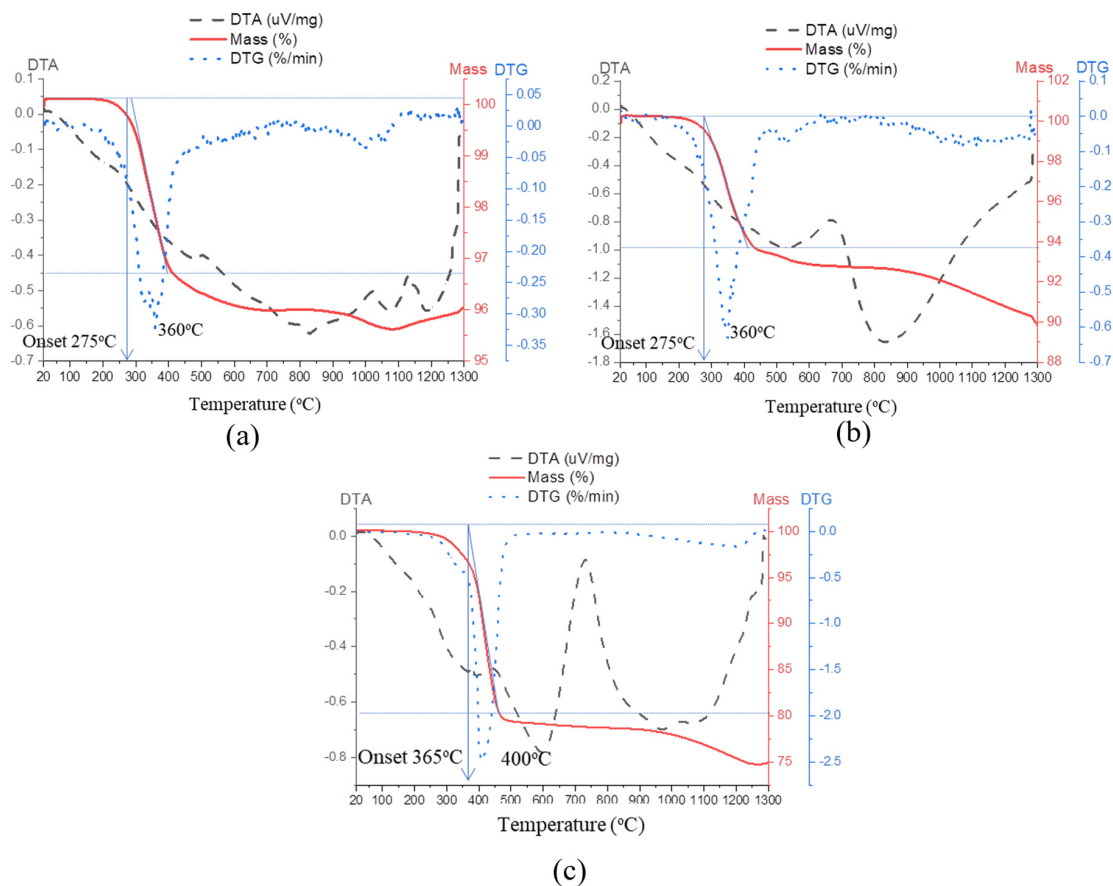 DTA (uV/mg)
Mass (%)
DTG (%/min)
DTA
Mass
DTG
0.1
0.0
-0.1
-0.2
-0.3
-0.4
-0.5
-0.6
-0.7
100
99
98
97
96
95
0.05
0.00
-0.05
-0.10
-0.15
-0.20
-0.25
-0.30
-0.35
Onset 275°C
360°C
20 100 200 300 400 500 600 700 800 900 1000 1100 1200 1300
Temperature (°C)
(a)
DTA (uV/mg)
Mass (%)
DTG (%/min)
DTA
Mass
DTG
0.2
0.0
-0.2
-0.4
-0.6
-0.8
-1.0
-1.2
-1.4
-1.6
-1.8
102
100
98
96
94
92
90
88
0.1
0.0
-0.1
-0.2
-0.3
-0.4
-0.5
-0.6
-0.7
Onset 275°C
360°C
20 100 200 300 400 500 600 700 800 900 1000 1100 1200 1300
Temperature (°C)
(b)
DTA (uV/mg)
Mass (%)
DTG (%/min)
DTA
Mass
DTG
0.0
-0.2
-0.4
-0.6
-0.8
100
95
90
85
80
75
0.0
-0.5
-1.0
-1.5
-2.0
-2.5
Onset 365°C
400°C
20 100 200 300 400 500 600 700 800 900 1000 1100 1200 1300
Temperature (°C)
(c)